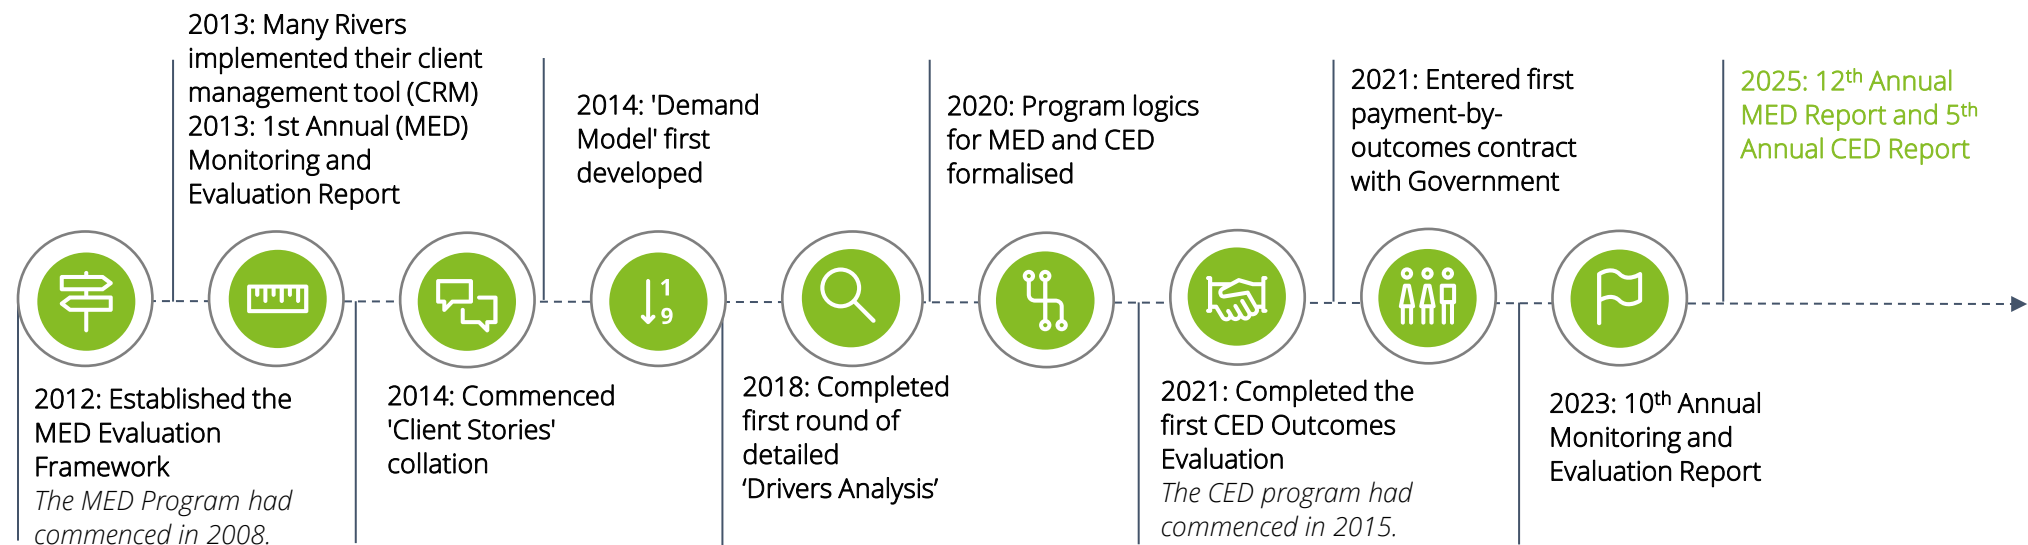 2012: Established the
MED Evaluation
Framework
The MED Program had
commenced in 2008.
2013: Many Rivers
implemented their client
management tool (CRM)
2013: 1st Annual (MED)
Monitoring and
Evaluation Report
2014: Commenced
'Client Stories'
collation
2014: 'Demand
Model' first
developed
1
9
2018: Completed
first round of
detailed
‘Drivers Analysis’
2020: Program logics
for MED and CED
formalised
2021: Completed the
first CED Outcomes
Evaluation
The CED program had
commenced in 2015.
2021: Entered first
payment-by-
outcomes contract
with Government
2023: 10th Annual
Monitoring and
Evaluation Report
2025: 12th Annual
MED Report and 5th
Annual CED Report